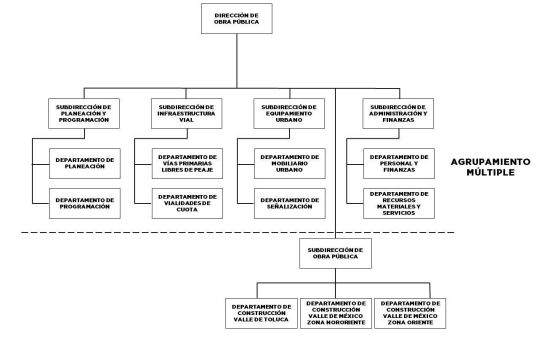 DIRECCIÓN DE
OBRA PÚBLICA
SUBDIRECCIÓN DE
PLANEACIÓN Y
PROGRAMACIÓN
SUBDIRECCIÓN DE
INFRAESTRUCTURA
VIAL
SUBDIRECCIÓN DE
EQUIPAMIENTO
URBANO
SUBDIRECCIÓN DE
ADMINISTRACIÓN Y
FINANZAS
DEPARTAMENTO DE
PLANEACIÓN
DEPARTAMENTO DE
VÍAS PRIMARIAS
LIBRES DE PEAJE
DEPARTAMENTO DE
MOBILIARIO
URBANO
DEPARTAMENTO DE
PERSONAL Y
FINANZAS
AGRUPAMIENTO
MÚLTIPLE
DEPARTAMENTO DE
PROGRAMACIÓN
DEPARTAMENTO DE
VIALIDADES DE
CUOTA
DEPARTAMENTO DE
SEÑALIZACIÓN
DEPARTAMENTO DE
RECURSOS
MATERIALES Y
SERVICIOS
SUBDIRECCIÓN DE
OBRA PÚBLICA
DEPARTAMENTO DE
CONSTRUCCIÓN
VALLE DE TOLUCA
DEPARTAMENTO DE
CONSTRUCCIÓN
VALLE DE MÉXICO
ZONA NORORIENTE
DEPARTAMENTO DE
CONSTRUCCIÓN
VALLE DE MÉXICO
ZONA ORIENTE